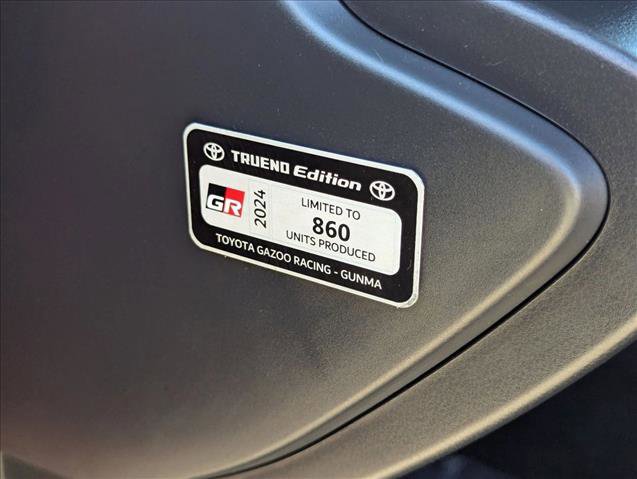 TRUENO Edition
GR
2024
LIMITED TO
860
UNITS PRODUCED
TOYOTA GAZOO RACING - GUNMA